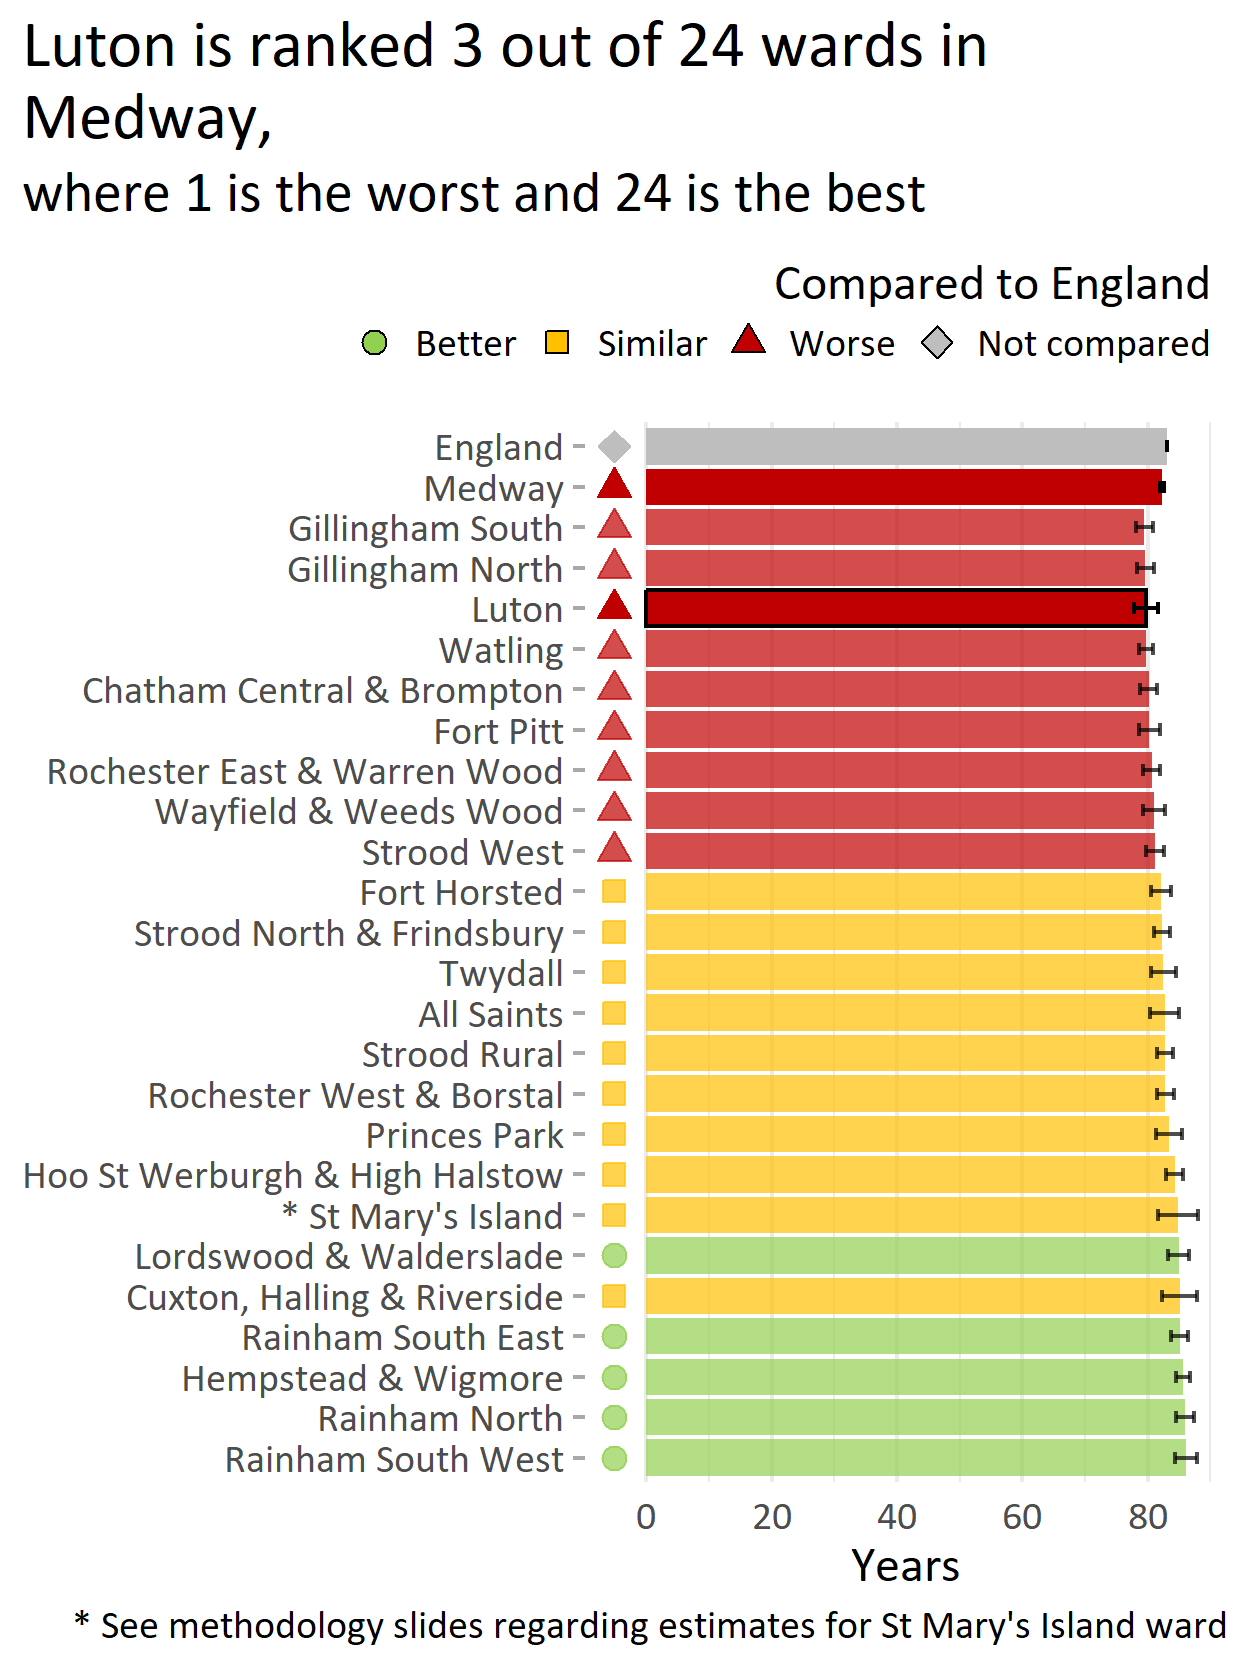 Luton is ranked 3 out of 24 wards in
Medway,
where 1 is the worst and 24 is the best
Compared to England
Better Similar Worse Not compared
England
Medway
Gillingham South
Gillingham North
Luton
Watling
Chatham Central & Brompton
Fort Pitt
Rochester East & Warren Wood
Wayfield & Weeds Wood
Strood West
Fort Horsted
Strood North & Frindsbury
Twydall
All Saints
Strood Rural
Rochester West & Borstal
Princes Park
Hoo St Werburgh & High Halstow
* St Mary's Island
Lordswood & Walderslade
Cuxton, Halling & Riverside
Rainham South East
Hempstead & Wigmore
Rainham North
Rainham South West
0 20 40 60 80
Years
* See methodology slides regarding estimates for St Mary's Island ward